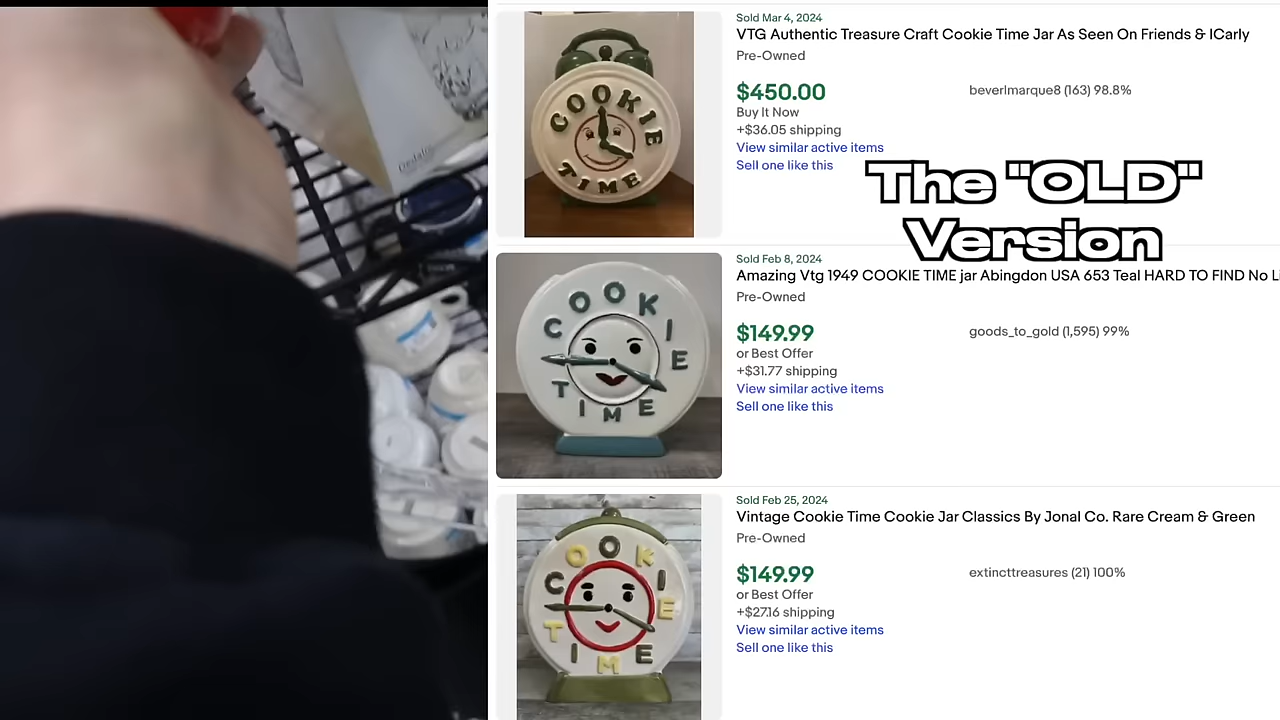 Sold Mar 4, 2024
VTG Authentic Treasure Craft Cookie Time Jar As Seen On Friends & ICarly
Pre-Owned
$450.00
beverlmarque8 (163) 98.8%
Buy It Now
+$36.05 shipping
View similar active items
Sell one like this
The "OLD"
Version
COOKIE
TIME
Sold Feb 8, 2024
Amazing Vtg 1949 COOKIE TIME jar Abingdon USA 653 Teal HARD TO FIND No
Pre-Owned
$149.99
goods_to_gold (1,595) 99%
or Best Offer
+$31.77 shipping
View similar active items
Sell one like this
COOKIE
TIME
Sold Feb 25, 2024
Vintage Cookie Time Cookie Jar Classics By Jonal Co. Rare Cream & Green
Pre-Owned
$149.99
extincttreasures (21) 100%
or Best Offer
+$27.16 shipping
View similar active items
Sell one like this
COOKIE
TIME